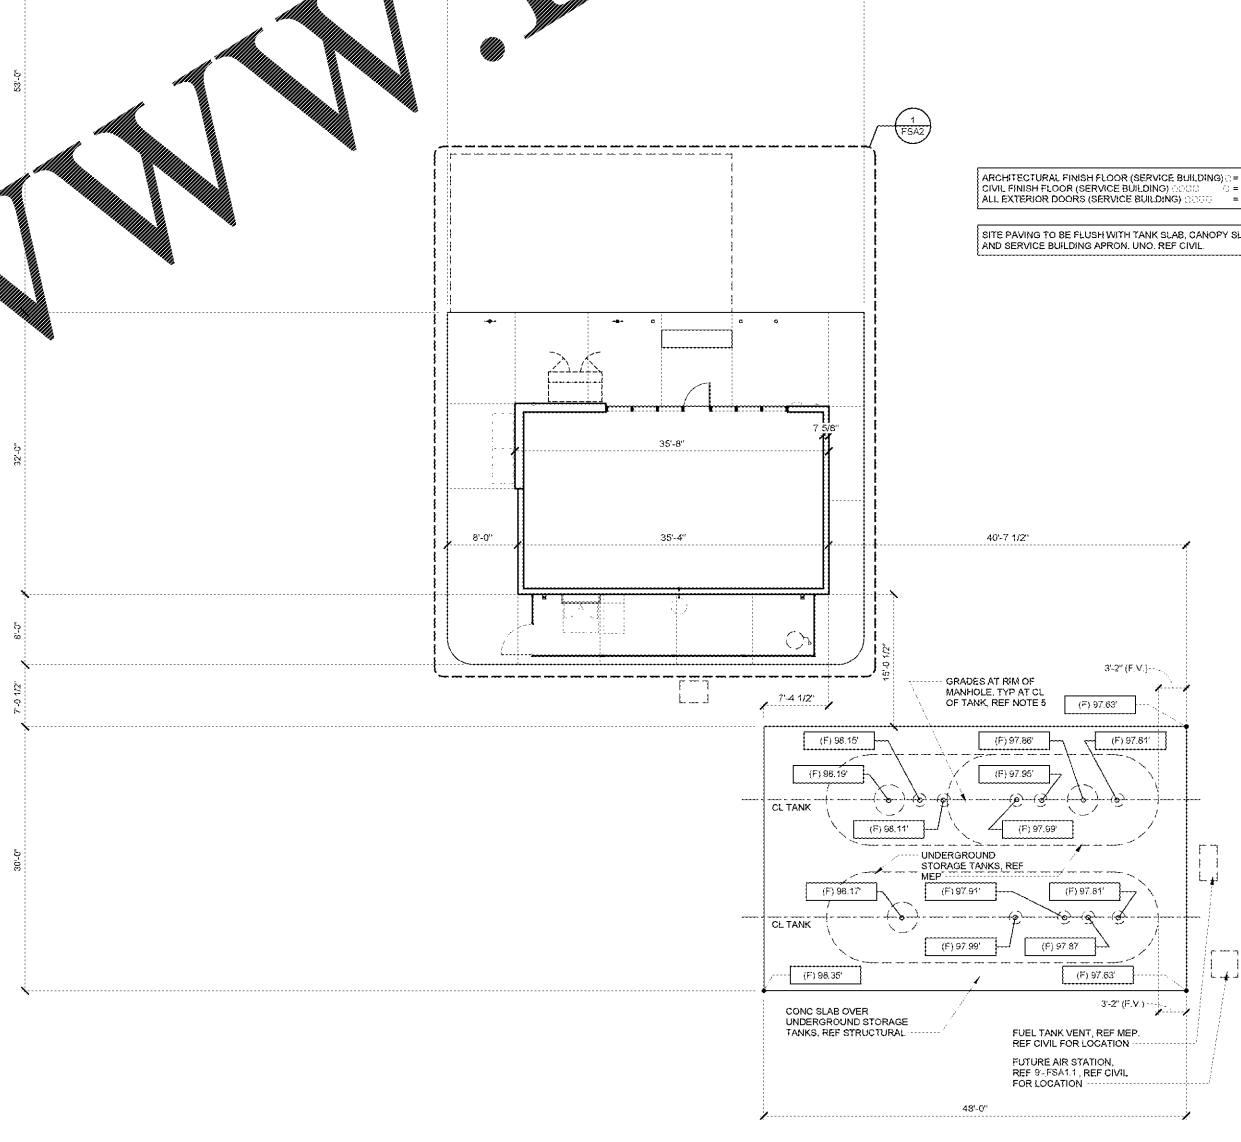 WWW.
53'-0"
1
FSA2
ARCHITECTURAL FINISH FLOOR (SERVICE BUILDING) =
CIVIL FINISH FLOOR (SERVICE BUILDING) =
ALL EXTERIOR DOORS (SERVICE BUILDING) =
SITE PAVING TO BE FLUSH WITH TANK SLAB, CANOPY
AND SERVICE BUILDING APRON. UNO. REF CIVIL.
7 5/8"
35'-8"
32'-0"
8'-0"
35'-4"
40'-7 1/2"
8'-0"
15'-0 1/2"
7'-0 1/2"
3'-2" (F.V.)
GRADES AT RIM OF
MANHOLE, TYP AT CL
OF TANK, REF NOTE 5
7'-4 1/2"
(F) 97.63'
(F) 98.15'
(F) 97.86'
(F) 97.81'
(F) 98.19'
(F) 97.95'
CL TANK
(F) 98.11'
(F) 97.99'
UNDERGROUND
STORAGE TANKS, REF
MEP
30'-0"
(F) 98.17'
(F) 97.91'
(F) 97.81'
CL TANK
(F) 97.99'
(F) 97.87'
(F) 98.35'
(F) 97.63'
3'-2" (F.V.)
CONC SLAB OVER
UNDERGROUND STORAGE
TANKS, REF STRUCTURAL
FUEL TANK VENT, REF MEP.
REF CIVIL FOR LOCATION
FUTURE AIR STATION,
REF 9'-FSA1.1 , REF CIVIL
FOR LOCATION
48'-0"